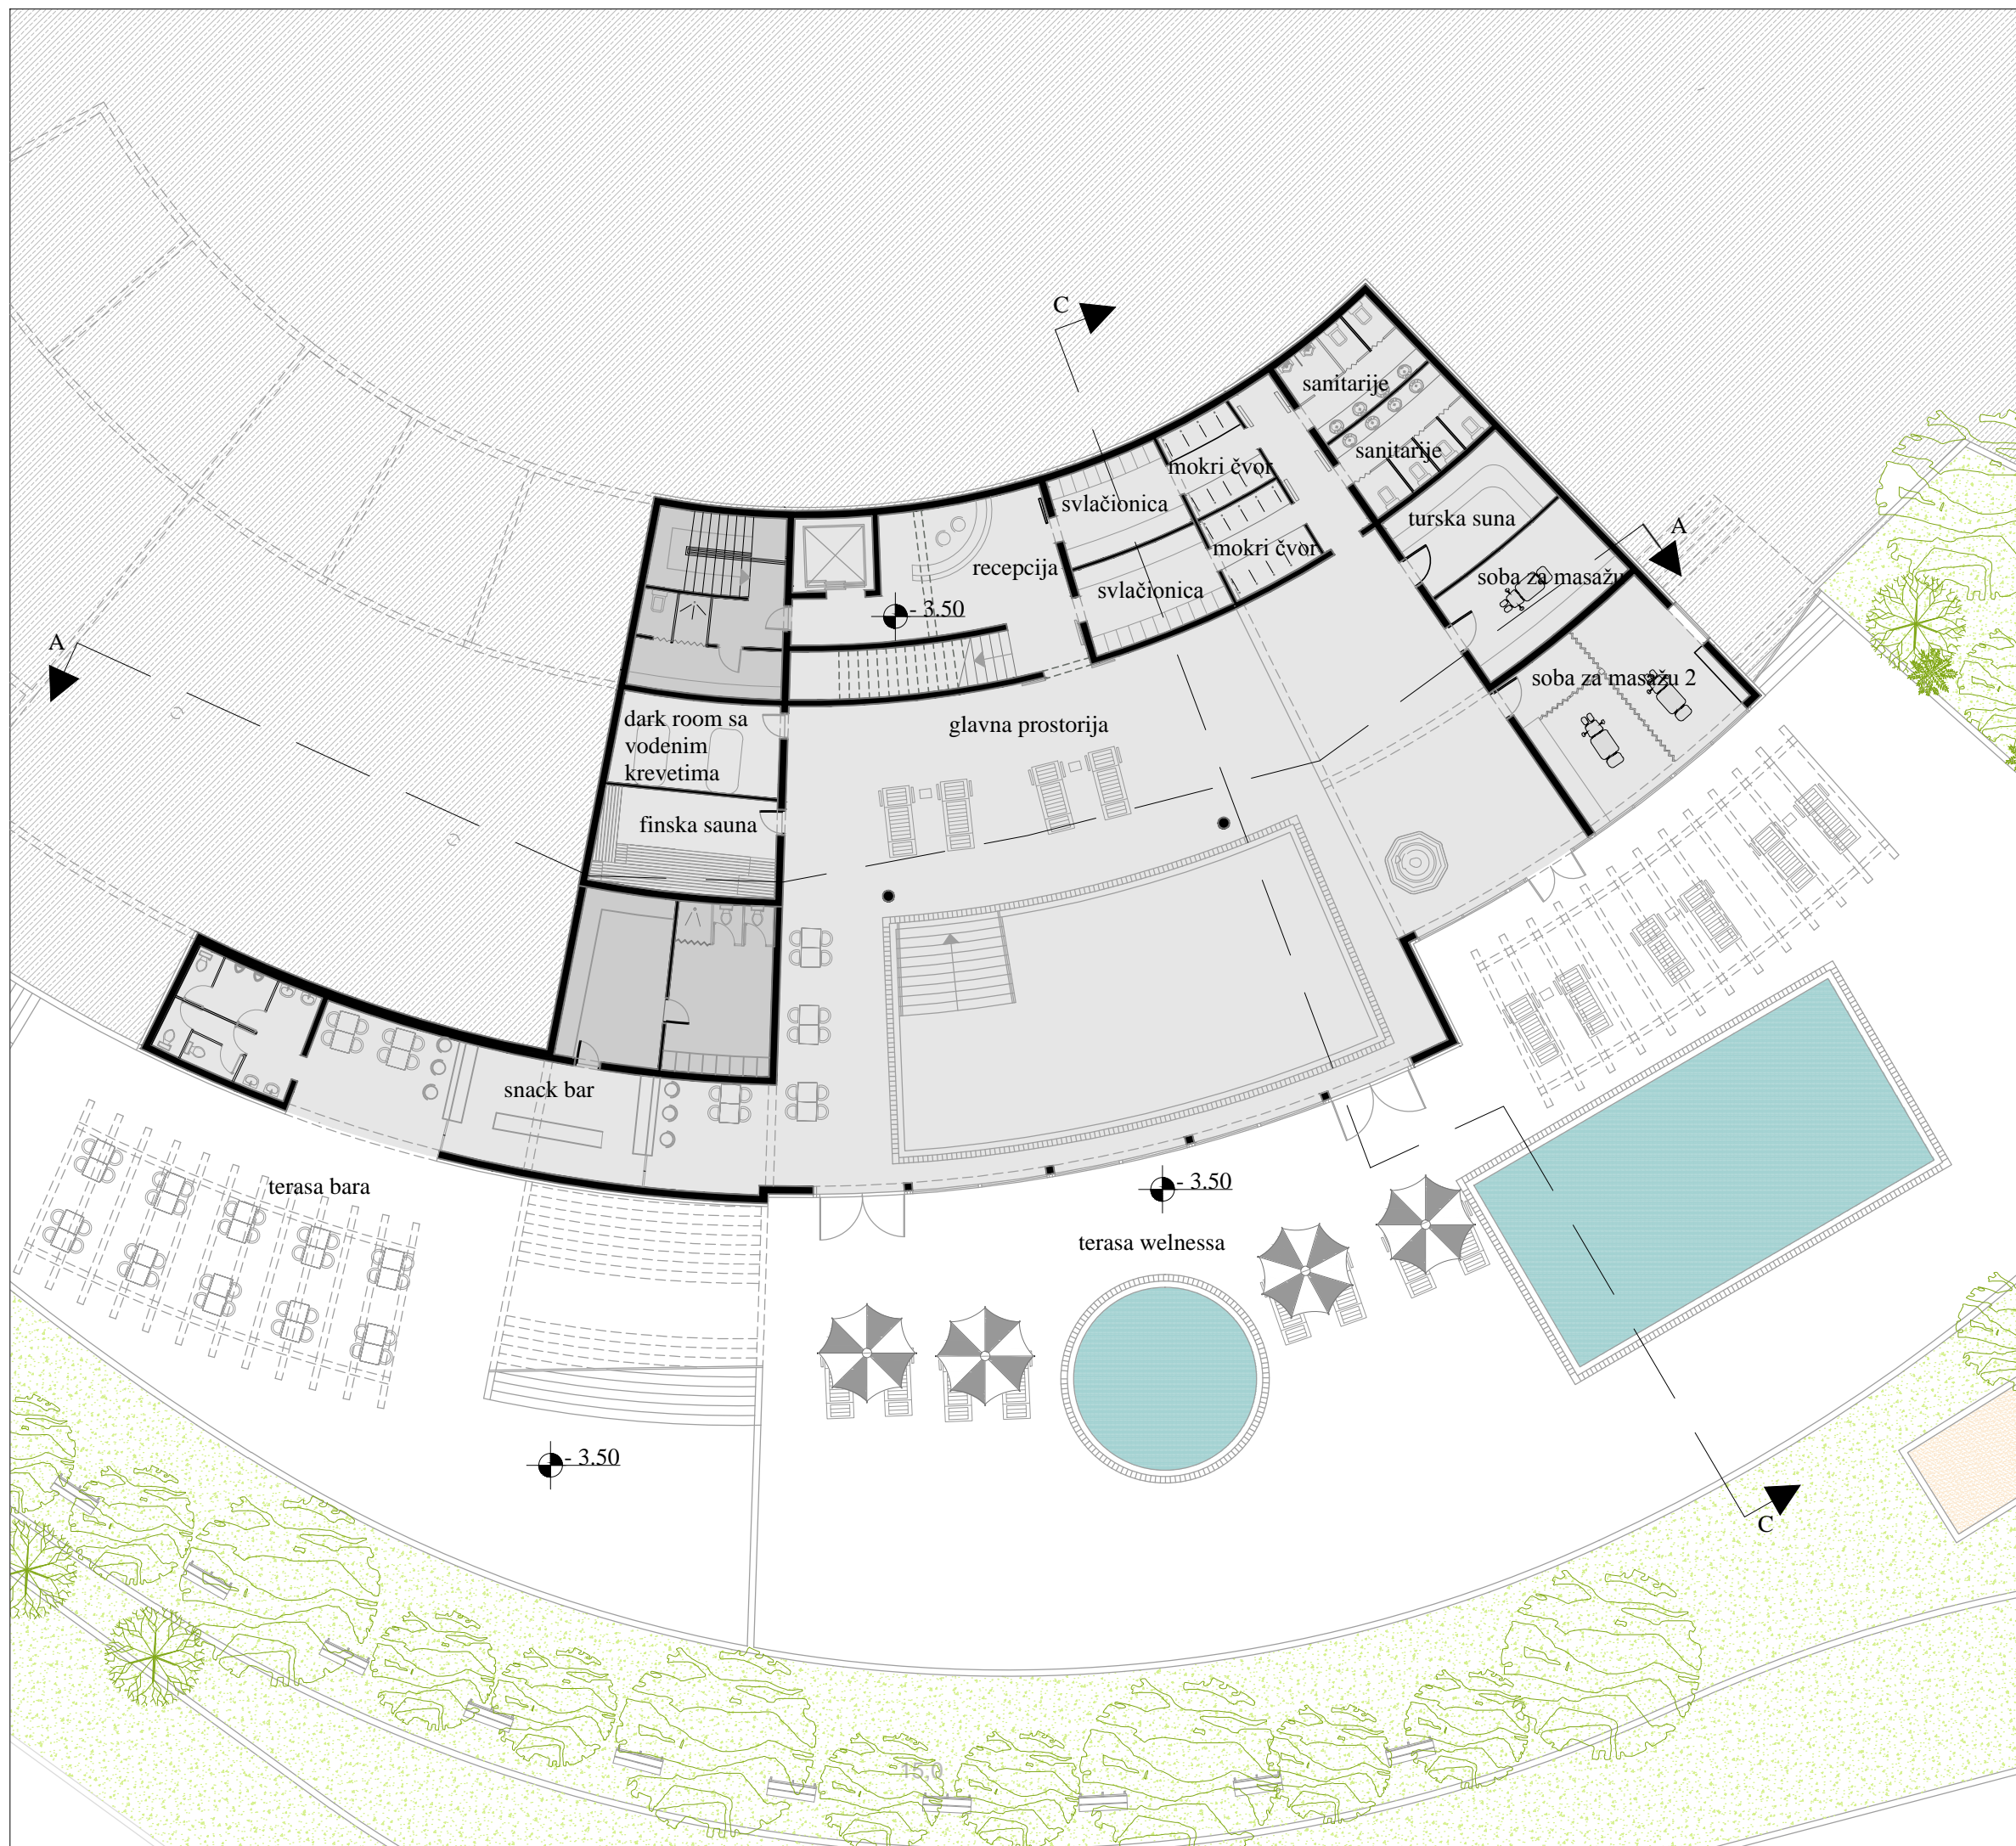 C
sanitarije
sanitarije
mokri čvor
svlačionica
turska suna
A
mokri čvor
recepcija
soba za masažu
svlačionica
- 3.50
A
soba za masažu 2
dark room sa
vodenim
krevetima
glavna prostorija
finska sauna
snack bar
terasa bara
- 3.50
terasa welnessa
- 3.50
C
15,0